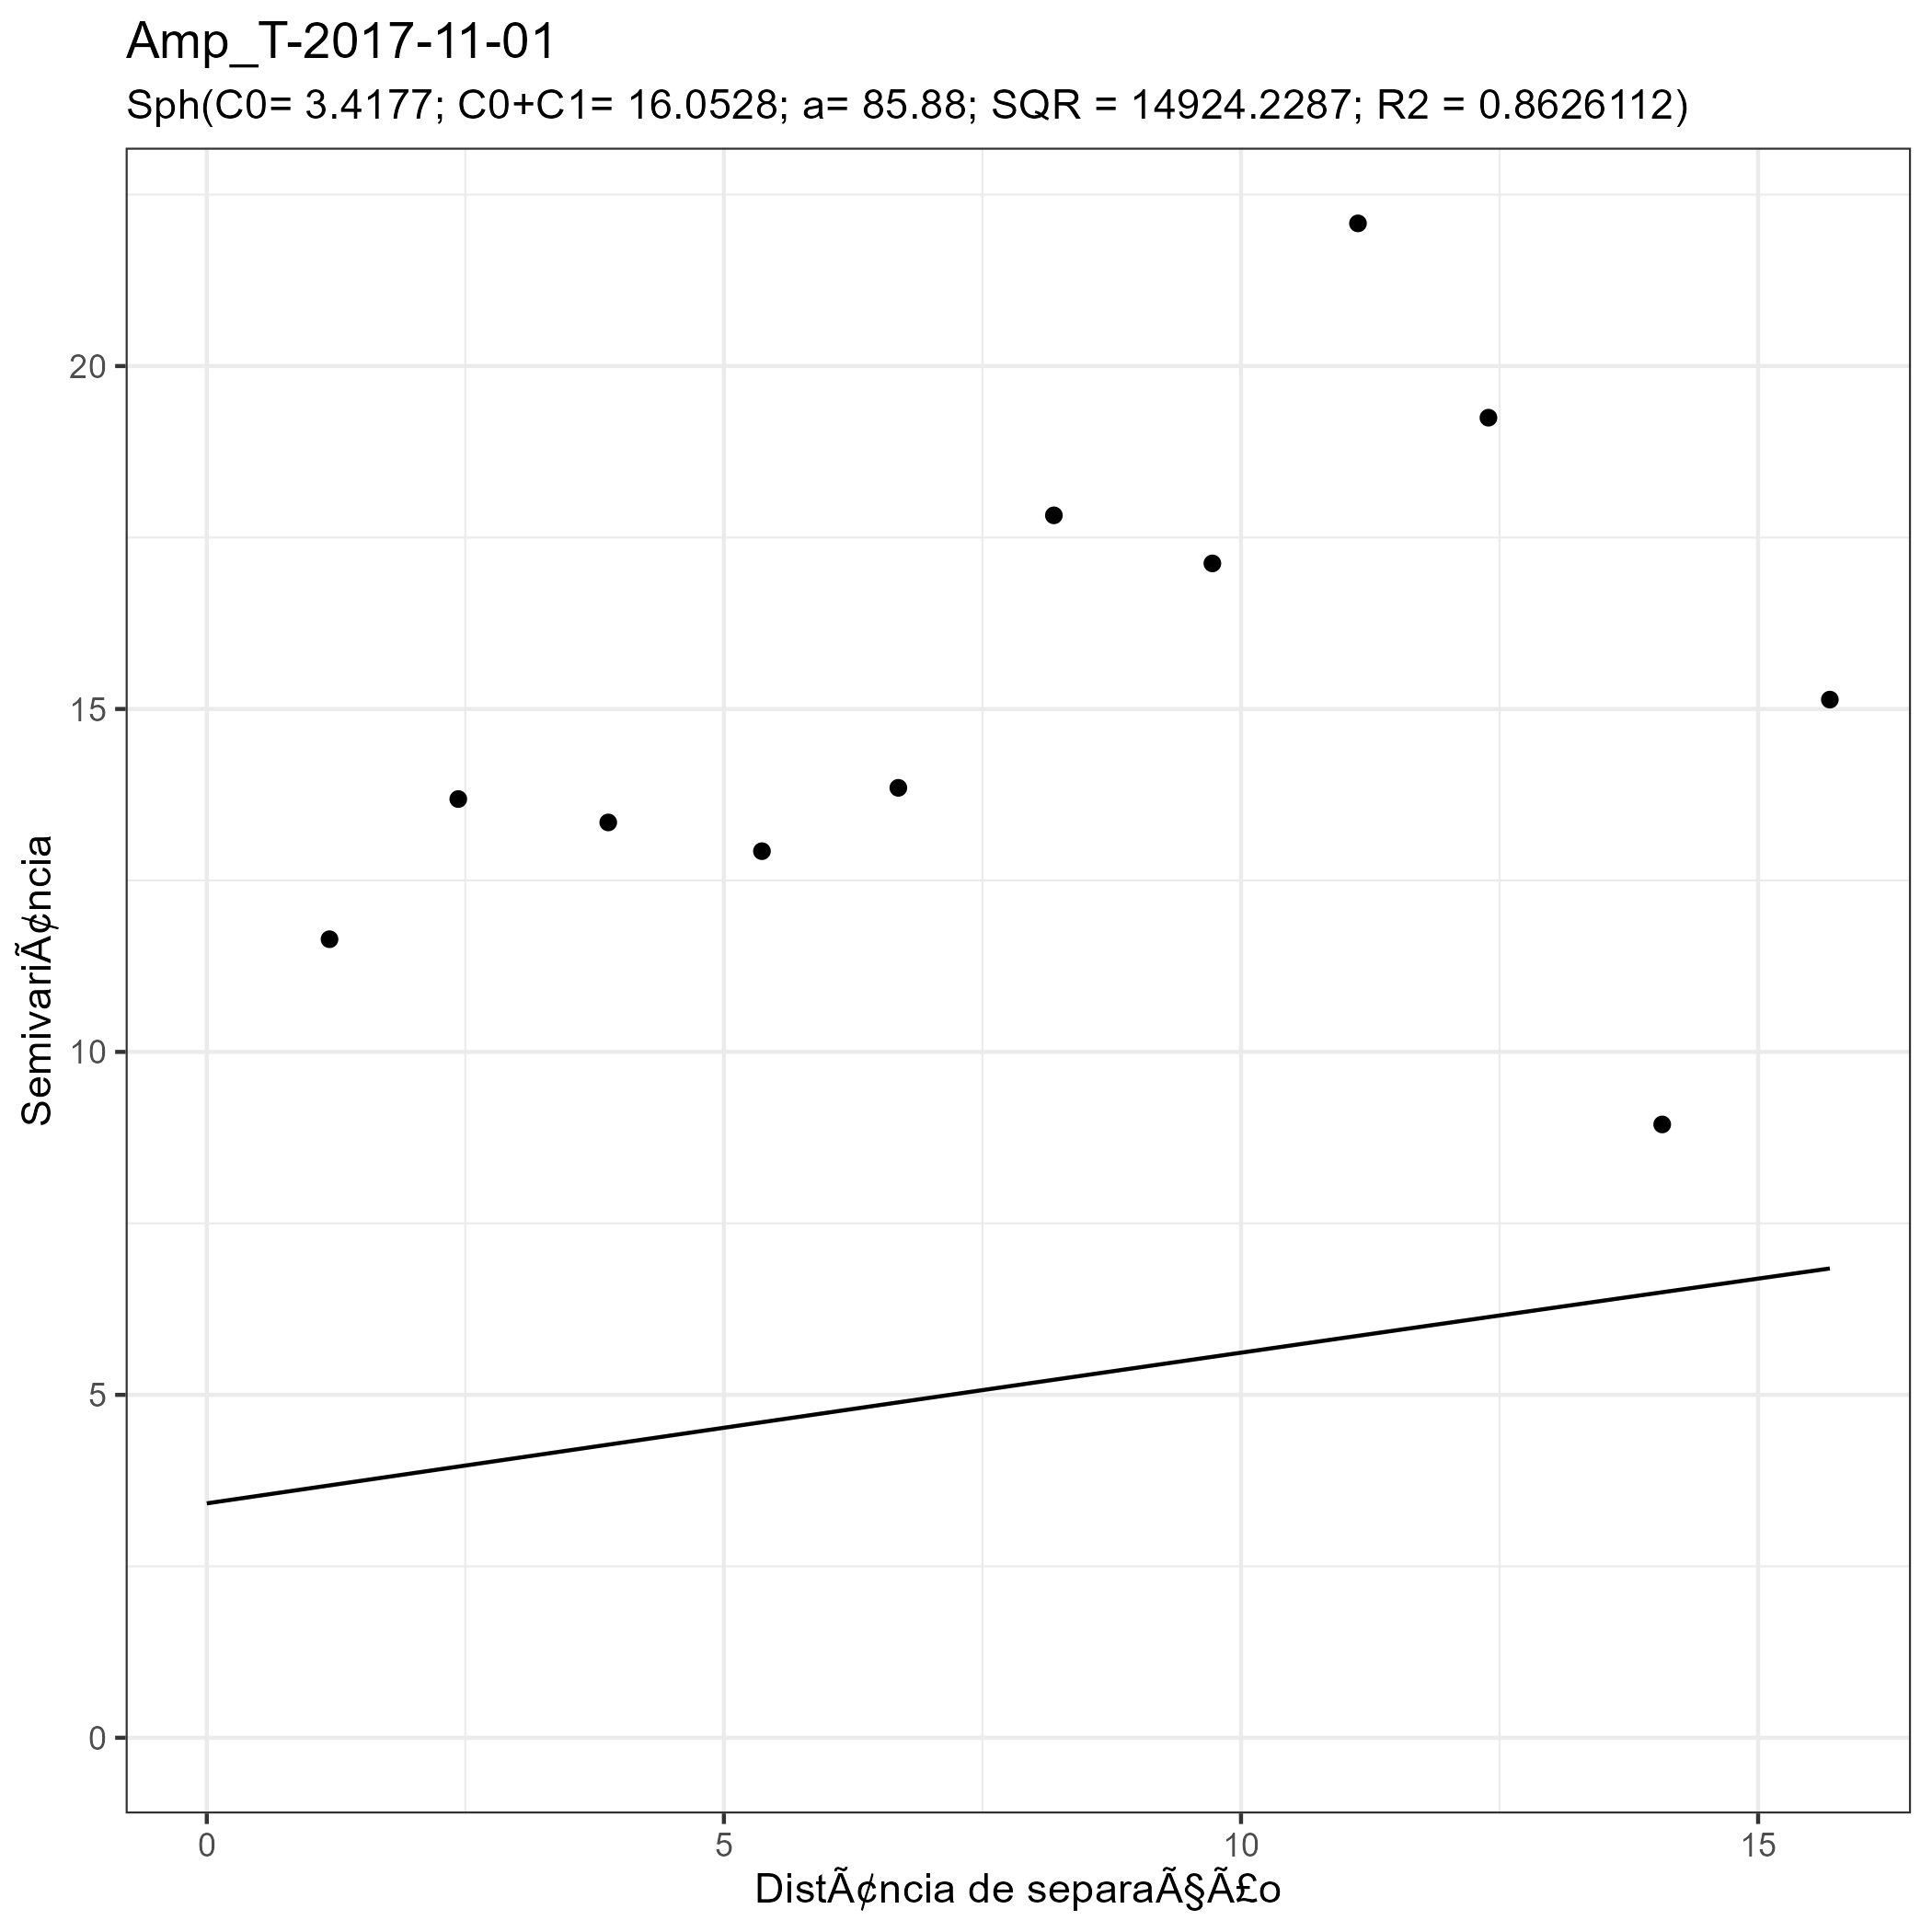 Amp_T-2017-11-01
Sph(C0= 3.4177; C0+C1= 16.0528; a= 85.88; SQR = 14924.2287; R2 = 0.8626112)
20
15
10
5
0
SemivariÃ¢ncia
0 5 10 15
DistÃ¢ncia de separaÃ§Ã£o